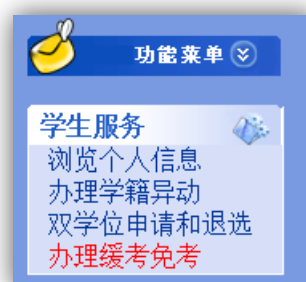 功能菜单
学生服务
浏览个人信息
办理学籍异动
双学位申请和退选
办理缓考免考